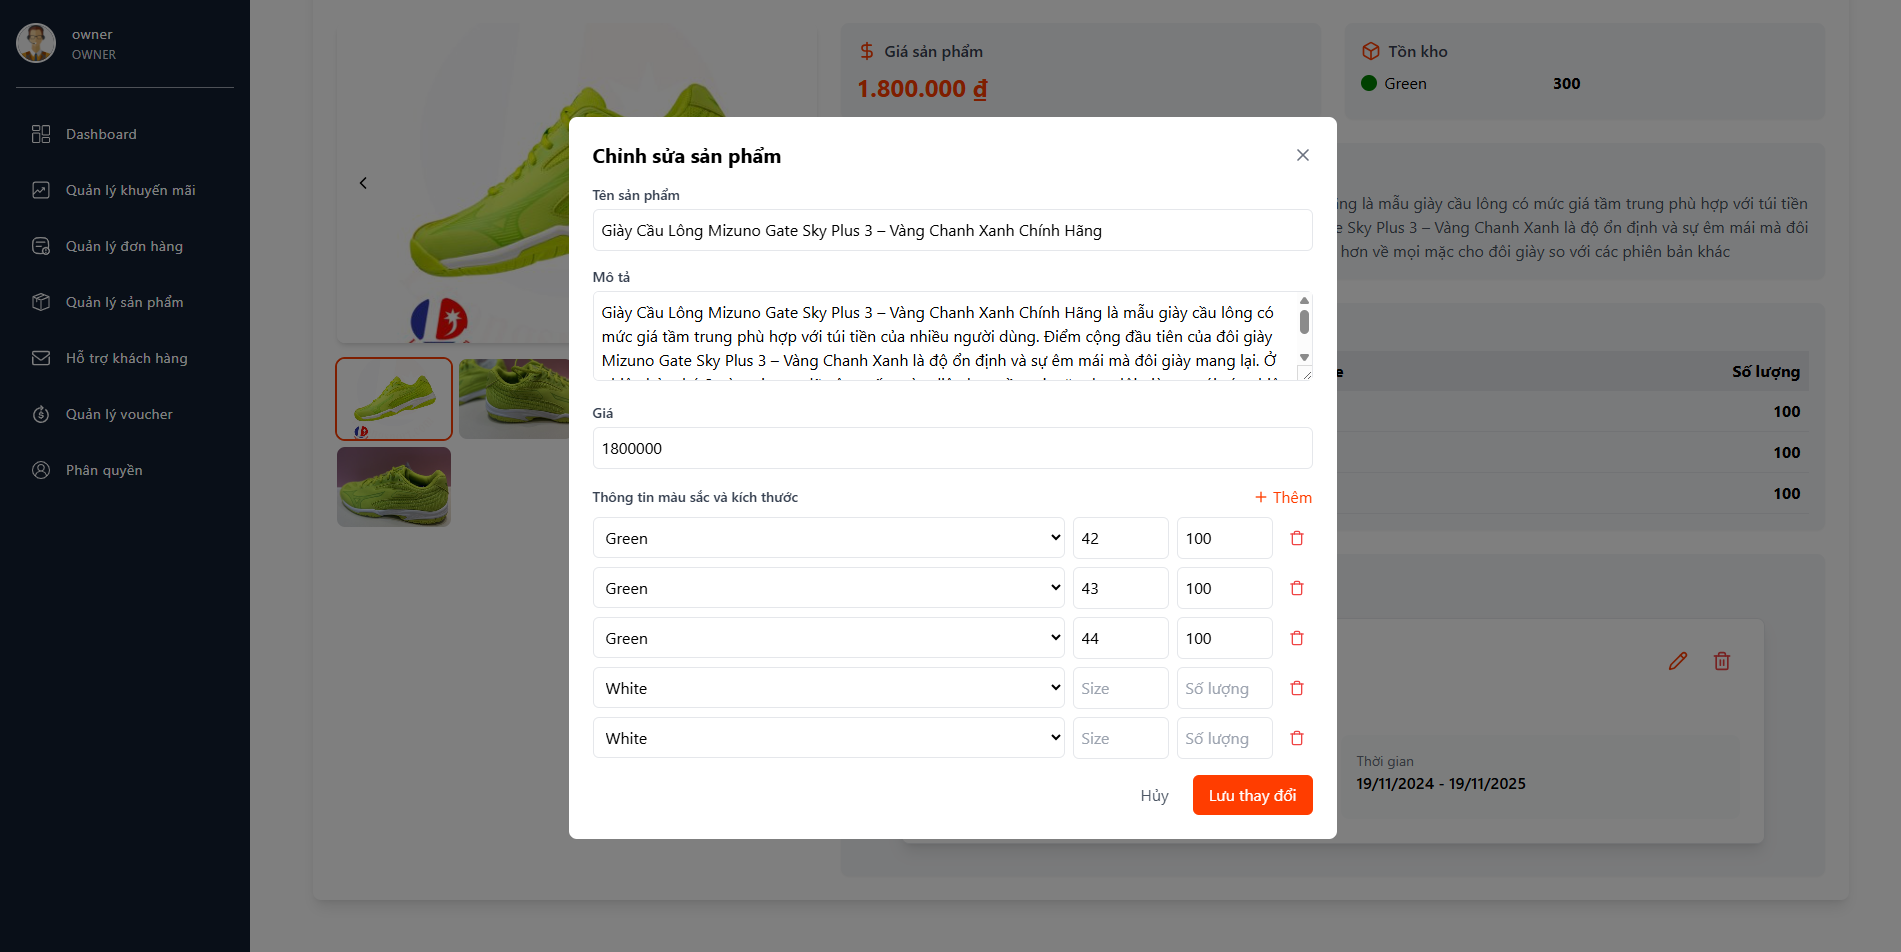 owner
OWNER
Dashboard
Quản lý khuyến mãi
Quản lý đơn hàng
Quản lý sản phẩm
Hỗ trợ khách hàng
Quản lý voucher
Phân quyền
Giá sản phẩm
1.800.000 ₫
Tồn kho
Green 300
là mẫu giày cầu lông có mức giá tầm trung phù hợp với túi tiền
Sky Plus 3 – Vàng Chanh Xanh là độ ổn định và sự êm mái mà đôi
hơn về mọi mặc cho đôi giày so với các phiên bản khác
Số lượng
100
100
100
Thời gian
19/11/2024 - 19/11/2025
Chỉnh sửa sản phẩm
Tên sản phẩm
Giày Cầu Lông Mizuno Gate Sky Plus 3 – Vàng Chanh Xanh Chính Hãng
Mô tả
Giày Cầu Lông Mizuno Gate Sky Plus 3 – Vàng Chanh Xanh Chính Hãng là mẫu giày cầu lông có
mức giá tầm trung phù hợp với túi tiền của nhiều người dùng. Điểm cộng đầu tiên của đôi giày
Mizuno Gate Sky Plus 3 – Vàng Chanh Xanh là độ ổn định và sự êm mái mà đôi giày mang lại. Ở
Giá
1800000
Thông tin màu sắc và kích thước
+ Thêm
Green 42 100
Green 43 100
Green 44 100
White Size Số lượng
White Size Số lượng
Hủy
Lưu thay đổi